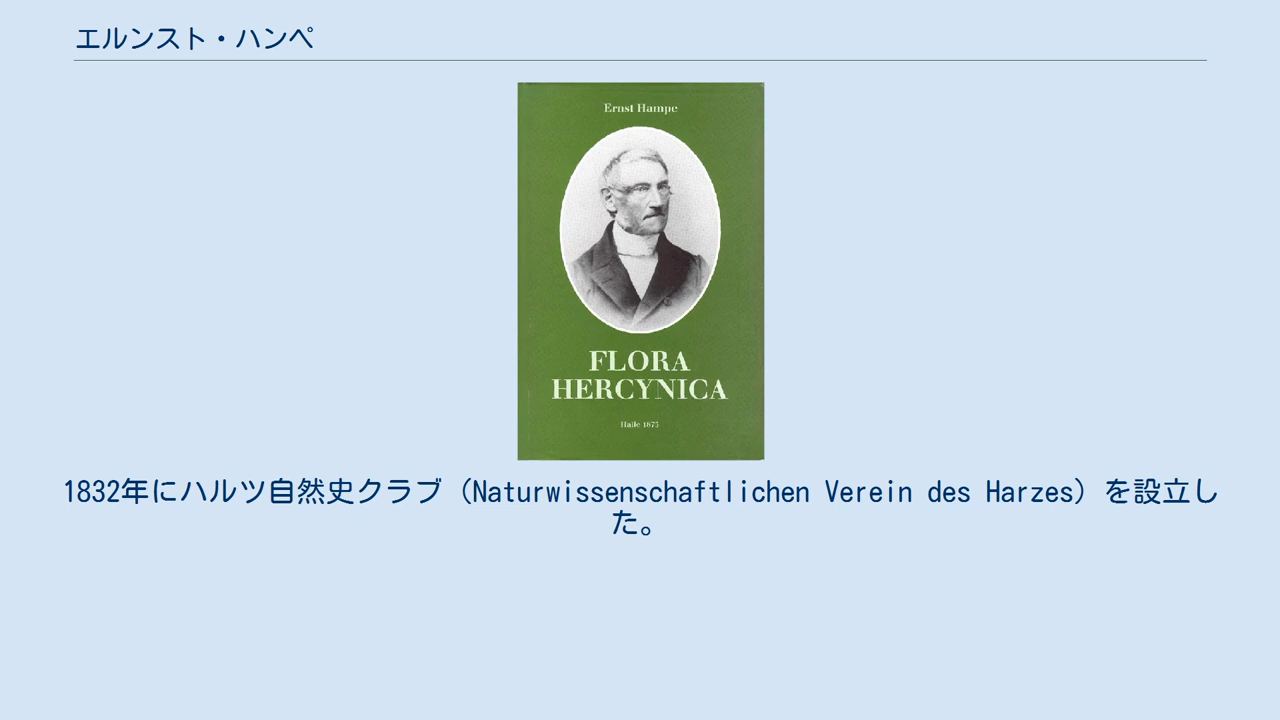 エルンスト・ハンペ
Ernst Hampe
FLORA
HERCYNICA
Halle 1873
1832年にハルツ自然史クラブ（Naturwissenschaftlichen Verein des Harzes）を設立し
た。